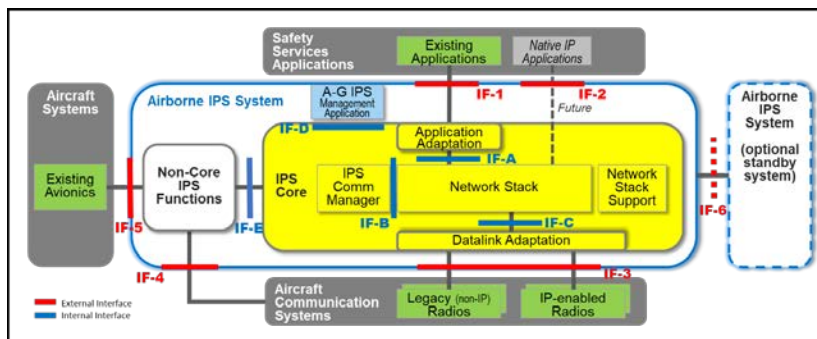 Safety
Services
Applications
Existing
Applications
Native IP
Applications
IF-1
IF-2
Future
Aircraft
Systems
Existing
Avionics
IF-5
Airborne IPS System
A-G IPS
Management
Application
IF-D
Application
Adaptation
IF-A
Non-Core
IPS
Functions
IF-E
IPS
Core
IPS
Comm
Manager
IF-B
Network Stack
Network
Stack
Support
IF-C
Datalink Adaptation
IF-4
IF-3
IF-6
Airborne
IPS
System
(optional
standby
system)
Aircraft
Communication
Systems
Legacy (non-IP)
Radios
IP-enabled
Radios
External Interface
Internal Interface